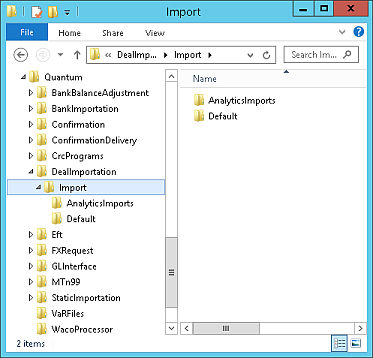 Import
File Home Share View
« DealImp... Import
Search Im...
Quantum
BankBalanceAdjustment
BankImportation
Confirmation
ConfirmationDelivery
CrcPrograms
DealImportation
Import
AnalyticsImports
Default
Eft
FXRequest
GLInterface
MTn99
StaticImportation
VaRFiles
WacoProcessor
Name
AnalyticsImports
Default
2 items